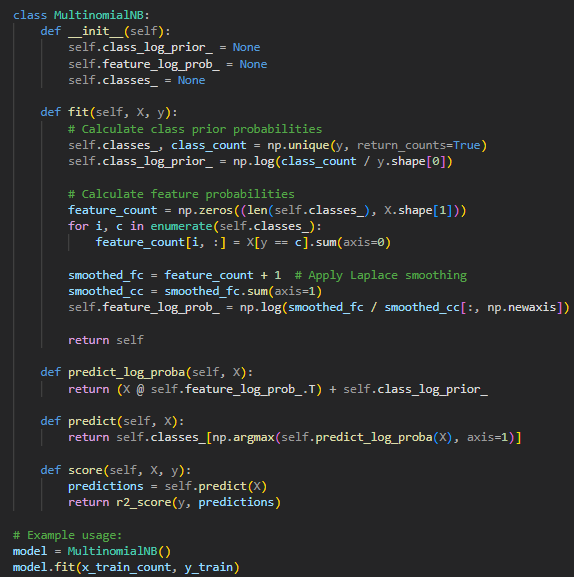 class MultinomialNB:
    def __init__(self):
        self.class_log_prior_ = None
        self.feature_log_prob_ = None
        self.classes_ = None

    def fit(self, X, y):
        # Calculate class prior probabilities
        self.classes_, class_count = np.unique(y, return_counts=True)
        self.class_log_prior_ = np.log(class_count / y.shape[0])

        # Calculate feature probabilities
        feature_count = np.zeros((len(self.classes_), X.shape[1]))
        for i, c in enumerate(self.classes_):
            feature_count[i, :] = X[y == c].sum(axis=0)

        smoothed_fc = feature_count + 1  # Apply Laplace smoothing
        smoothed_cc = smoothed_fc.sum(axis=1)
        self.feature_log_prob_ = np.log(smoothed_fc / smoothed_cc[:, np.newaxis])

        return self

    def predict_log_proba(self, X):
        return (X @ self.feature_log_prob_.T) + self.class_log_prior_

    def predict(self, X):
        return self.classes_[np.argmax(self.predict_log_proba(X), axis=1)]

    def score(self, X, y):
        predictions = self.predict(X)
        return r2_score(y, predictions)

# Example usage:
model = MultinomialNB()
model.fit(x_train_count, y_train)